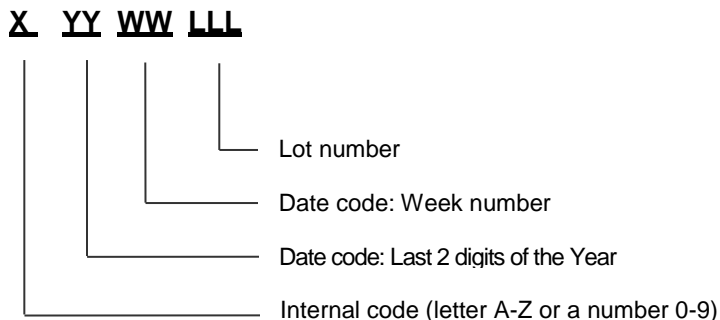 X YY WW LLL
Lot number
Date code: Week number
Date code: Last 2 digits of the Year
Internal code (letter A-Z or a number 0-9)